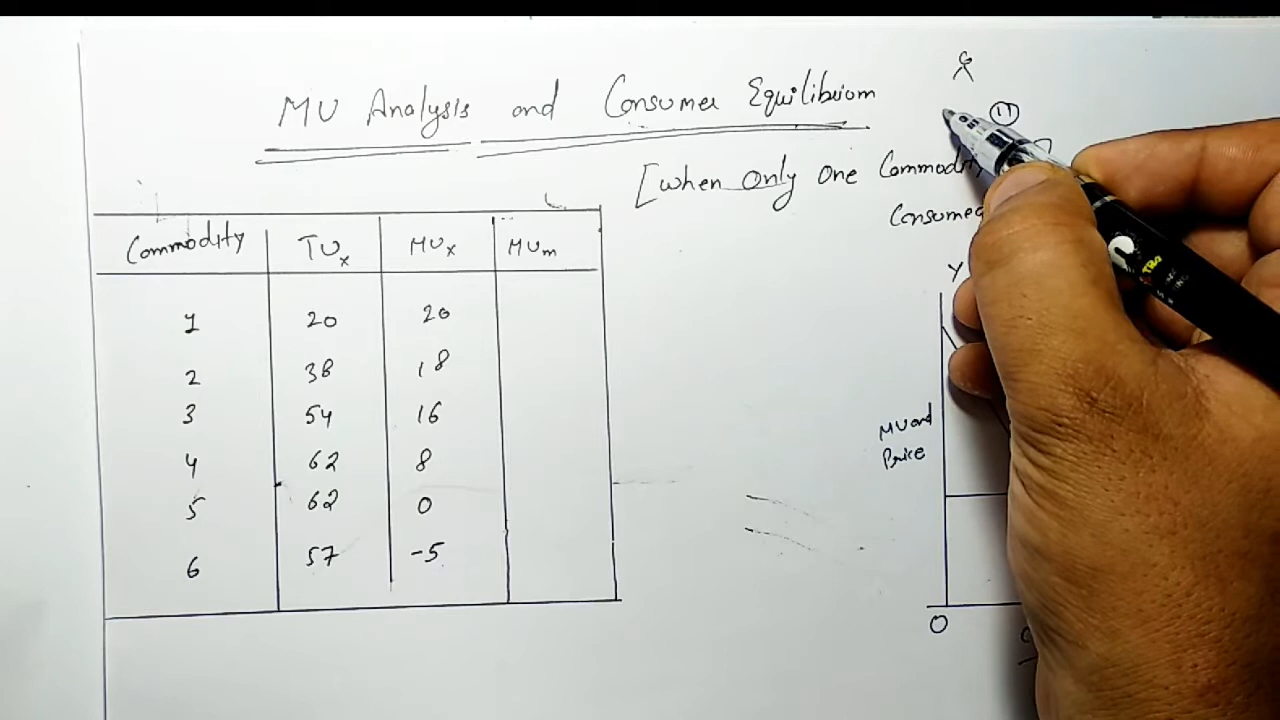 MU Analysis and Consumer Equilibrium
[when only one Commodity
Consumed
Commodity TUx MUx MUm
1 20 20
2 38 18
3 54 16
4 62 8
5 62 0
6 57 -5
Y
MU and
Price
O